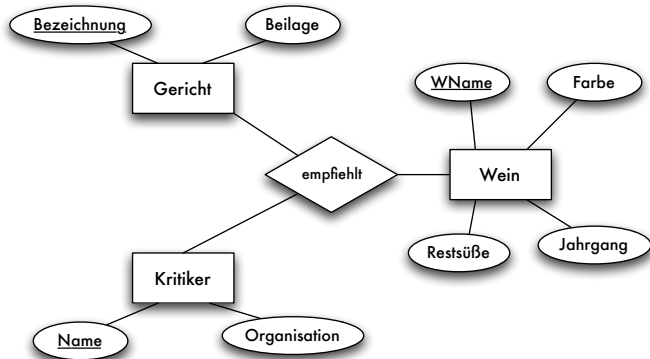 Bezeichnung
Beilage
Gericht
WName
Farbe
empfiehlt
Wein
Restsüße
Jahrgang
Kritiker
Name
Organisation